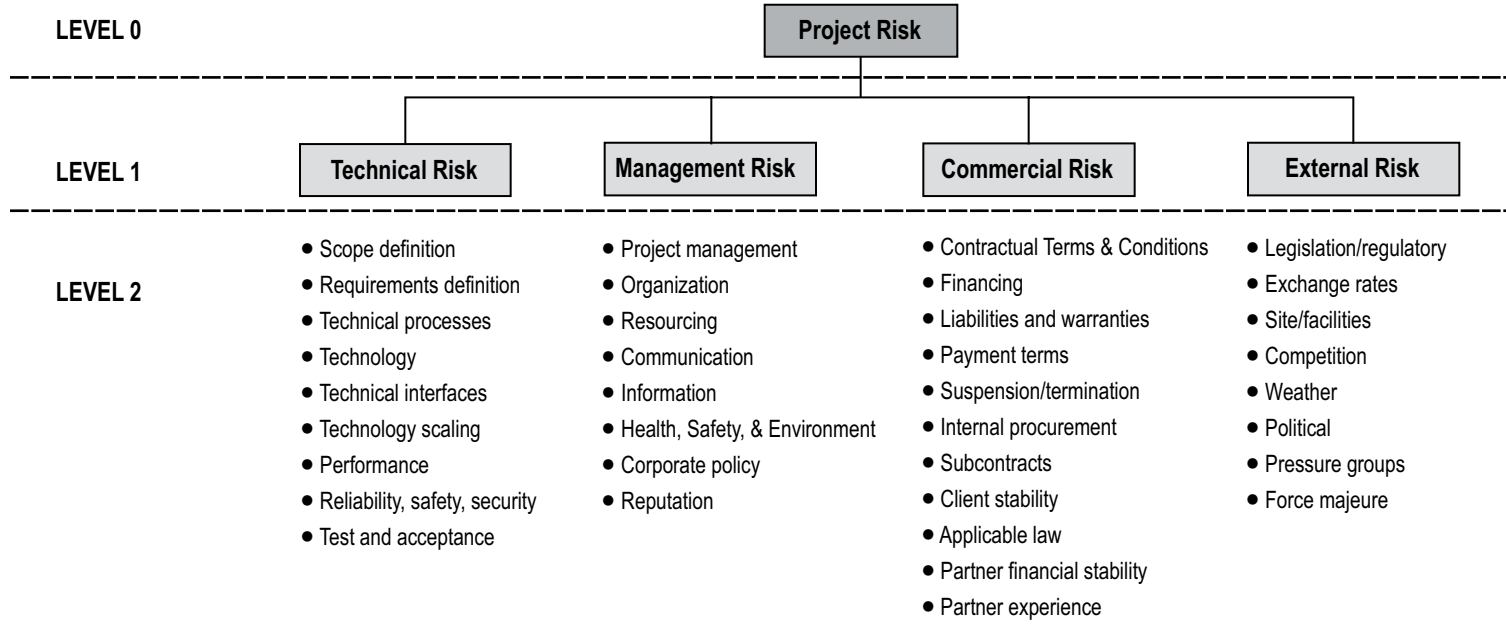 LEVEL 0
Project Risk
LEVEL 1
Technical Risk
Management Risk
Commercial Risk
External Risk
LEVEL 2
• Scope definition
• Requirements definition
• Technical processes
• Technology
• Technical interfaces
• Technology scaling
• Performance
• Reliability, safety, security
• Test and acceptance
• Project management
• Organization
• Resourcing
• Communication
• Information
• Health, Safety, & Environment
• Corporate policy
• Reputation
• Contractual Terms & Conditions
• Financing
• Liabilities and warranties
• Payment terms
• Suspension/termination
• Internal procurement
• Subcontracts
• Client stability
• Applicable law
• Partner financial stability
• Partner experience
• Legislation/regulatory
• Exchange rates
• Site/facilities
• Competition
• Weather
• Political
• Pressure groups
• Force majeure